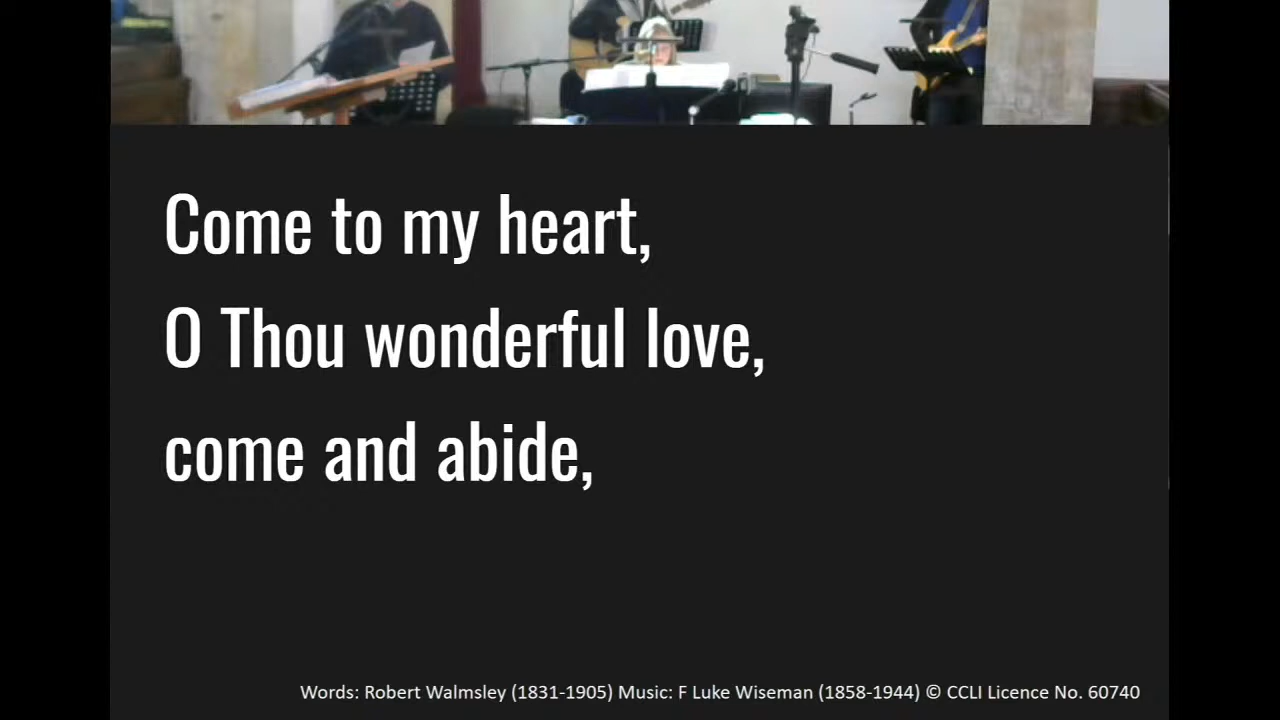 Come to my heart,
O Thou wonderful love,
come and abide,
Words: Robert Walmsley (1831-1905) Music: F Luke Wiseman (1858-1944) © CCLI Licence No. 60740